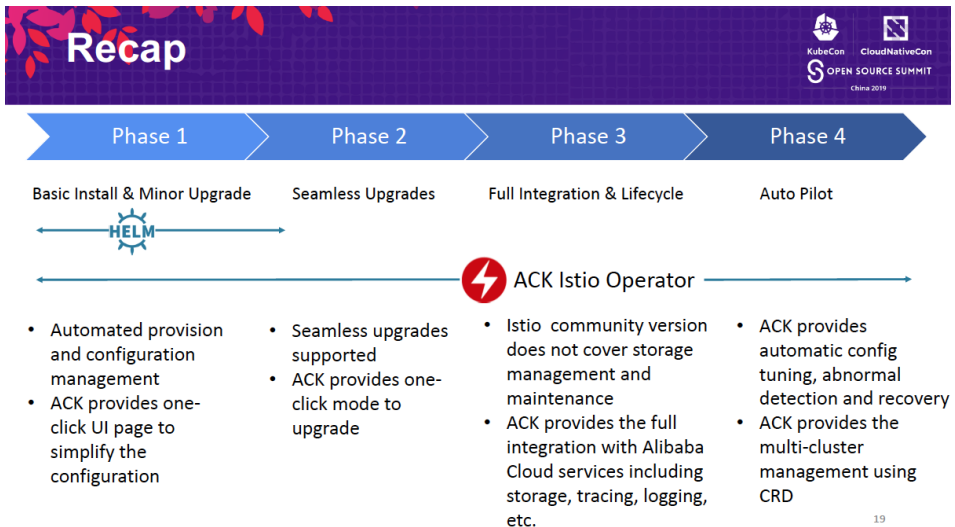 Recap
KubeCon
CloudNativeCon
OPEN SOURCE SUMMIT
China 2019
Phase 1
Phase 2
Phase 3
Phase 4
Basic Install & Minor Upgrade
Seamless Upgrades
Full Integration & Lifecycle
Auto Pilot
HELM
ACK Istio Operator
• Automated provision
and configuration
management
• ACK provides one-
click UI page to
simplify the
configuration
• Seamless upgrades
supported
• ACK provides one-
click mode to
upgrade
• Istio community version
does not cover storage
management and
maintenance
• ACK provides the full
integration with Alibaba
Cloud services including
storage, tracing, logging,
etc.
• ACK provides
automatic config
tuning, abnormal
detection and recovery
• ACK provides the
multi-cluster
management using
CRD
19